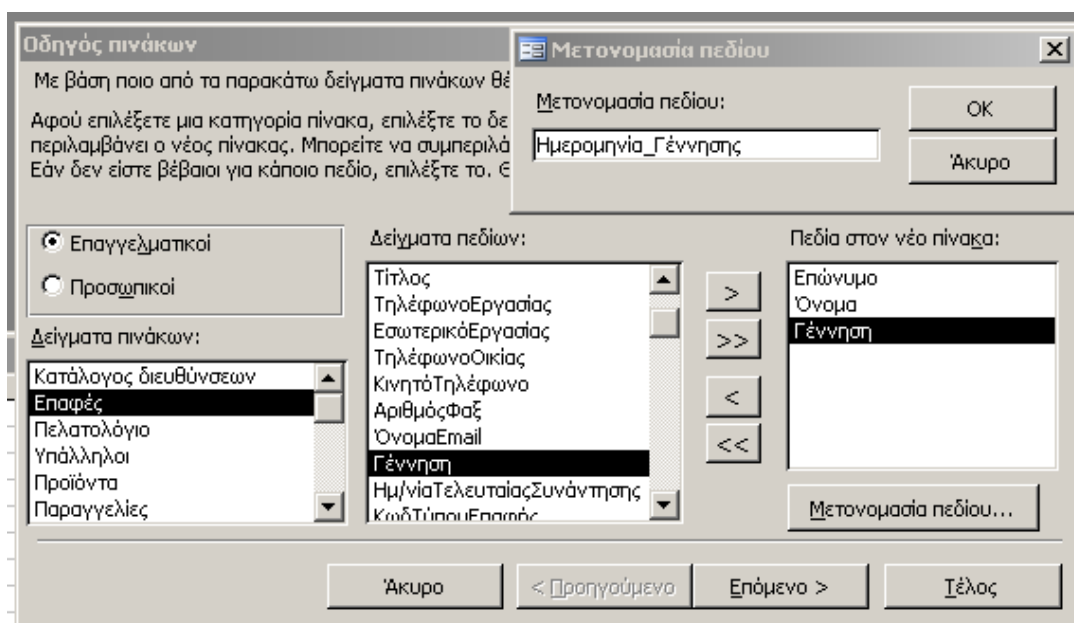 Οδηγός πινάκων
Με βάση ποιο από τα παρακάτω δείγματα πινάκων θέ
Αφού επιλέξετε μια κατηγορία πίνακα, επιλέξτε το δε
περιλαμβάνει ο νέος πίνακας. Μπορείτε να συμπεριλά
Εάν δεν είστε βέβαιοι για κάποιο πεδίο, επιλέξτε το. Θ
Μετονομασία πεδίου
Μετονομασία πεδίου:
Ημερομηνία_Γέννησης
OK
Άκυρο
Επαγγελματικοί
Προσωπικοί
Δείγματα πινάκων:
Κατάλογος διευθύνσεων
Επαφές
Πελατολόγιο
Υπάλληλοι
Προϊόντα
Παραγγελίες
Δείγματα πεδίων:
Τίτλος
ΤηλέφωνοΕργασίας
ΕσωτερικόΕργασίας
ΤηλέφωνοΟικίας
ΚινητόΤηλέφωνο
ΑριθμόςΦαξ
ΌνομαEmail
Γέννηση
Ημ/νίαΤελευταίαςΣυνάντησης
ΚωδΤύπουΕπαφής
>
>>
<
<<
Πεδία στον νέο πίνακα:
Επώνυμο
Όνομα
Γέννηση
Μετονομασία πεδίου...
Άκυρο
< Προηγούμενο
Επόμενο >
Τέλος